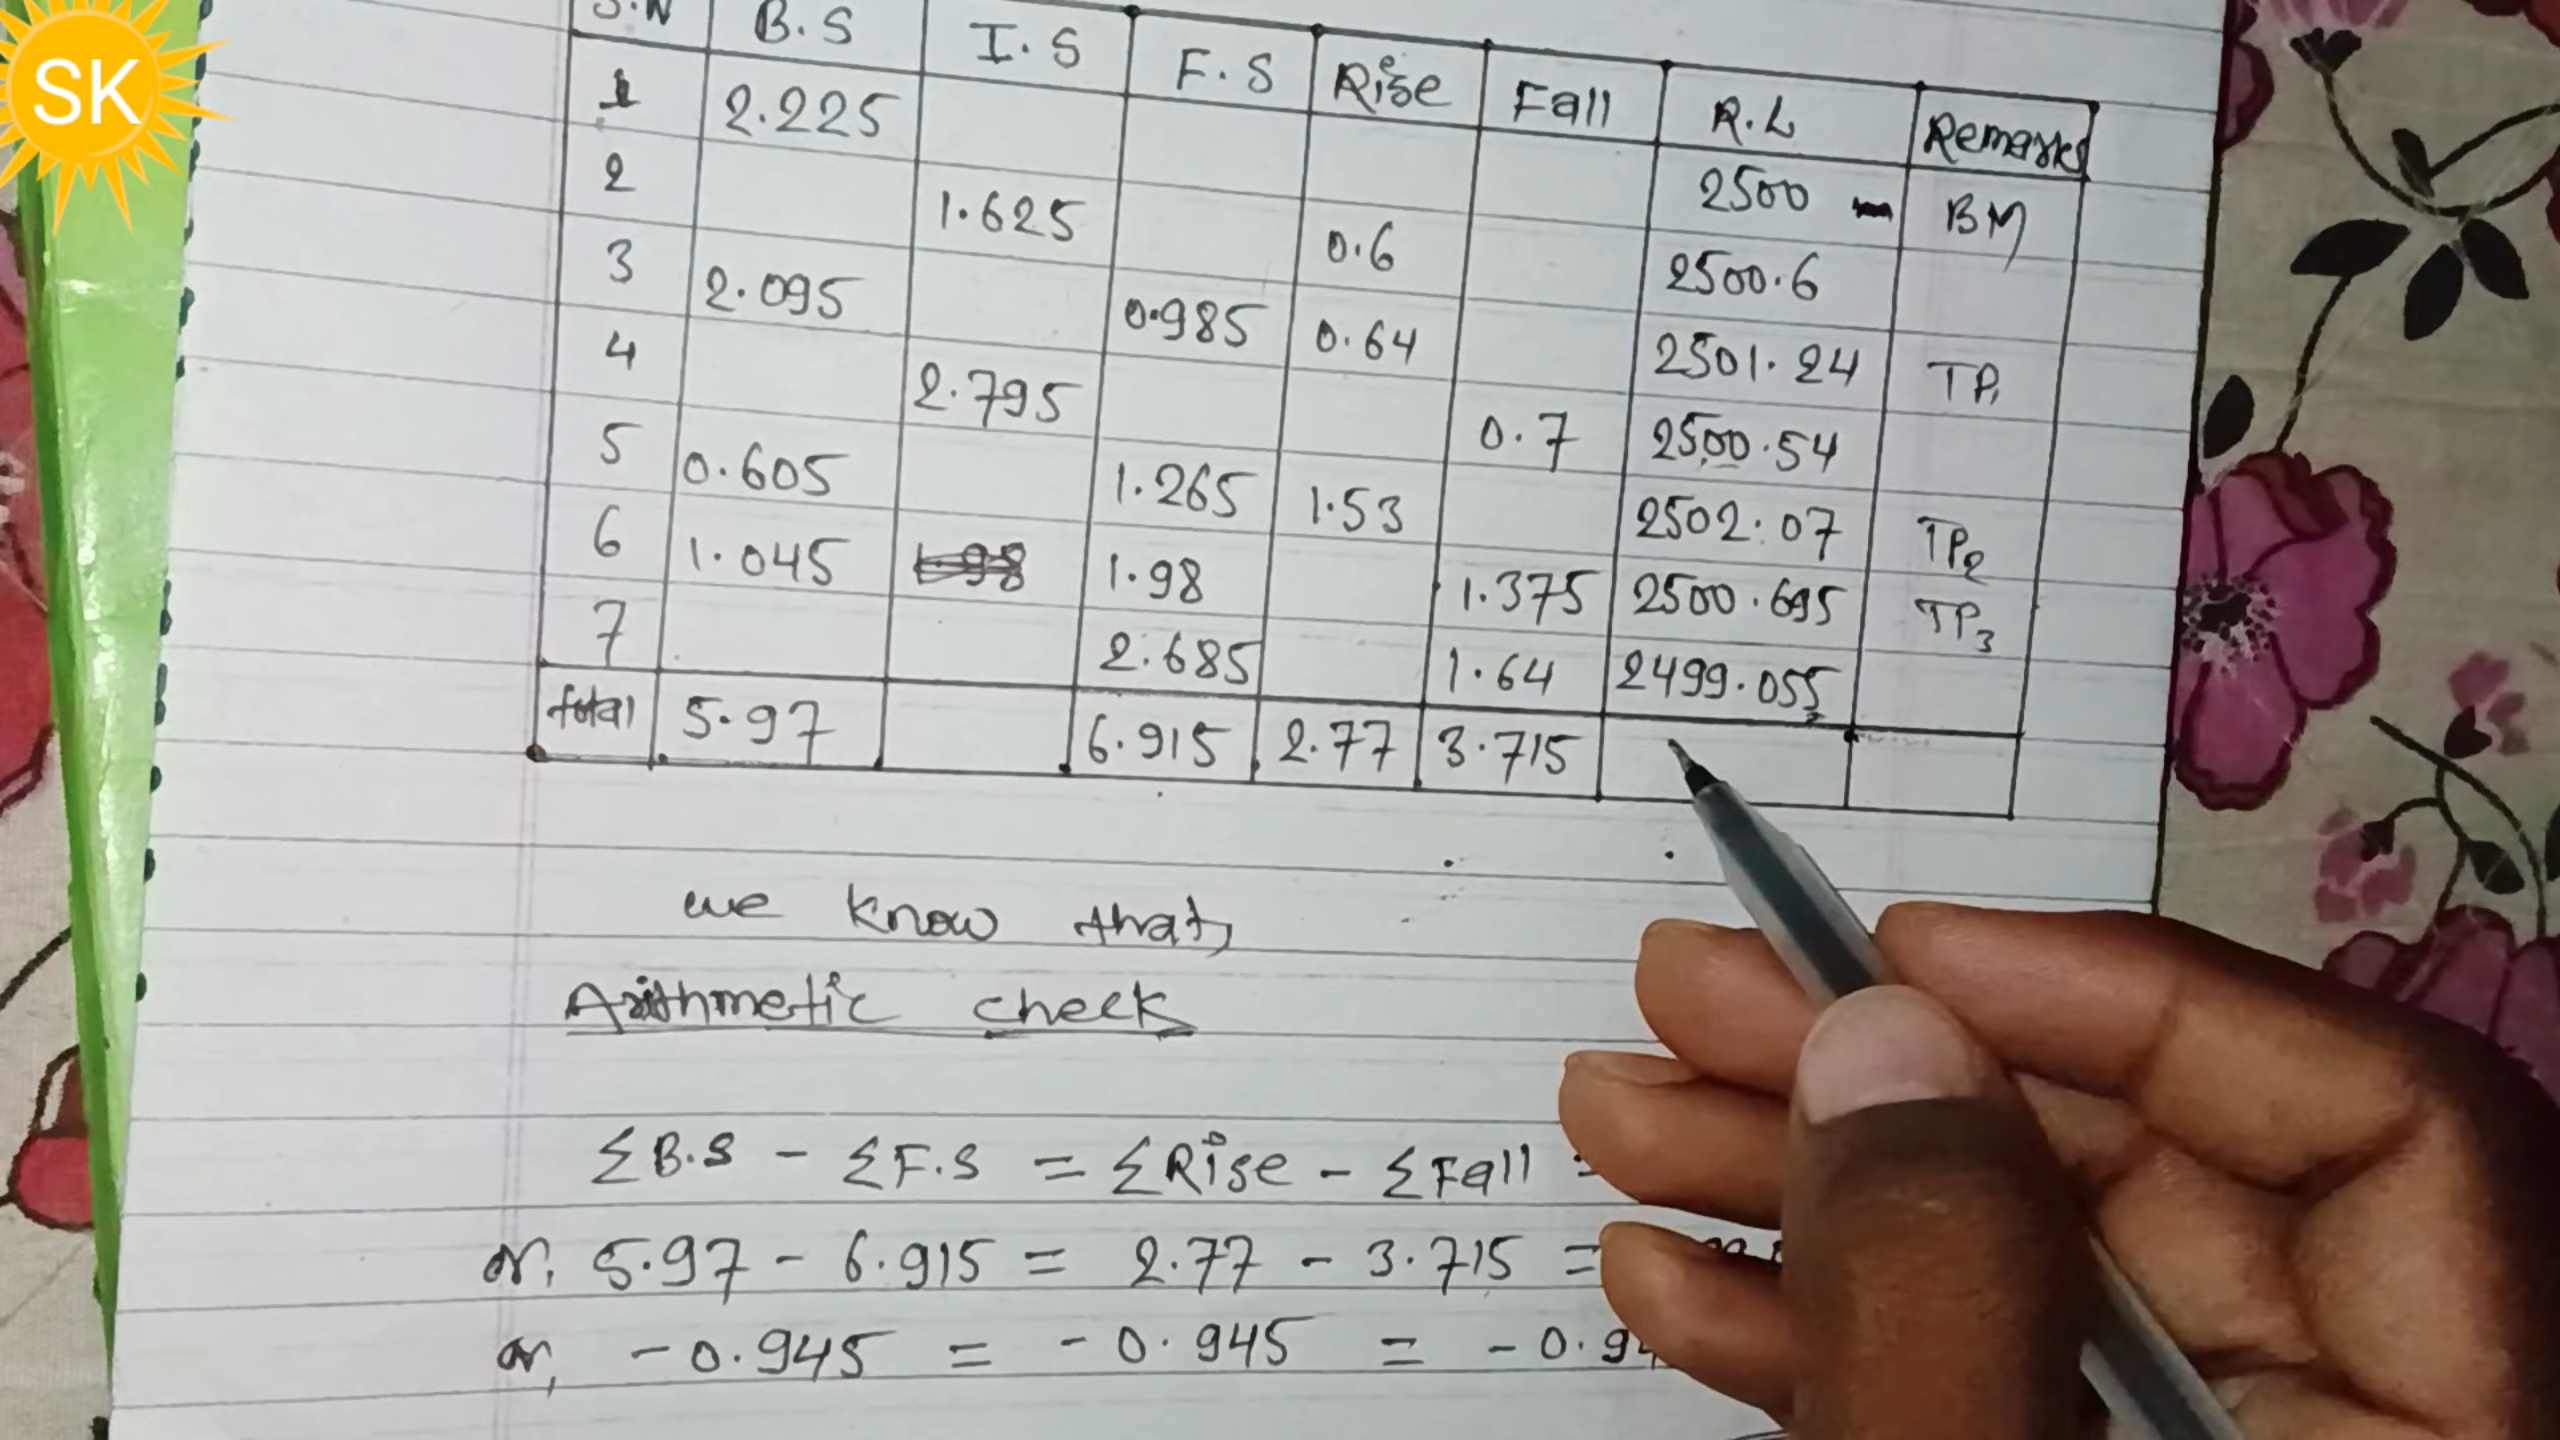 SK
S.N B.S I.S F.S Rise Fall R.L Remarks
1 2.225 2500 - BM
2 1.625 0.6 2500.6
3 2.095 0.985 0.64 2501.24 TP1
4 2.795 0.7 2500.54
5 0.605 1.265 1.53 2502.07 TP2
6 1.045 1.98 1.98 1.375 2500.695 TP3
7 2.685 1.64 2499.055
total 5.97 6.915 2.77 3.715
we know that,
Arithmetic check
ΣB.S - ΣF.S = ΣRise - ΣFall =
or, 5.97 - 6.915 = 2.77 - 3.715 =
or, -0.945 = -0.945 = -0.94